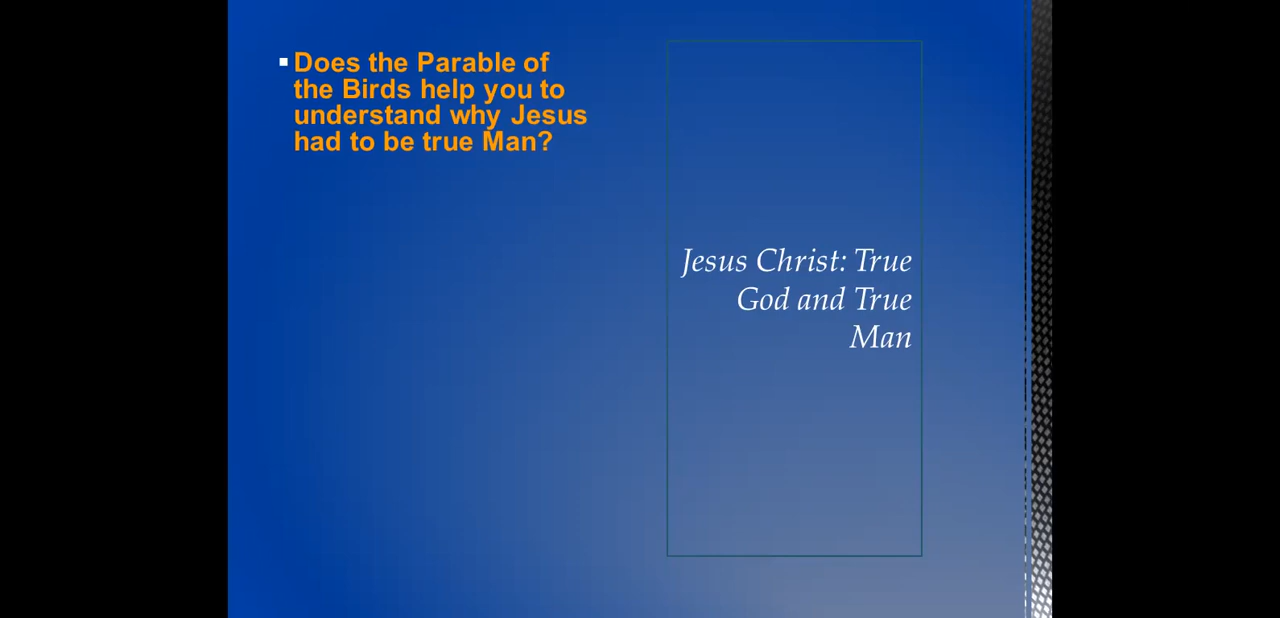 Does the Parable of
the Birds help you to
understand why Jesus
had to be true Man?
Jesus Christ: True
God and True
Man